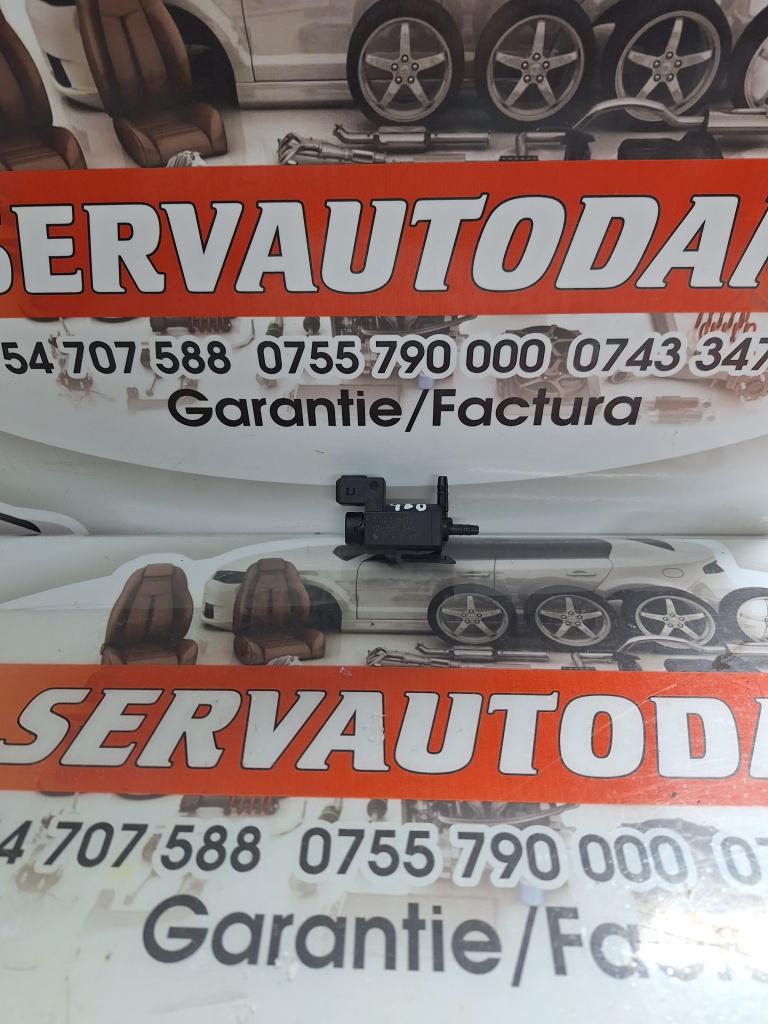 SERVAUTODA
54 707 588 0755 790 000 0743 347
Garantie/Factura
SERVAUTOD
4 707 588 0755 790 000 07
Garantie/Factu